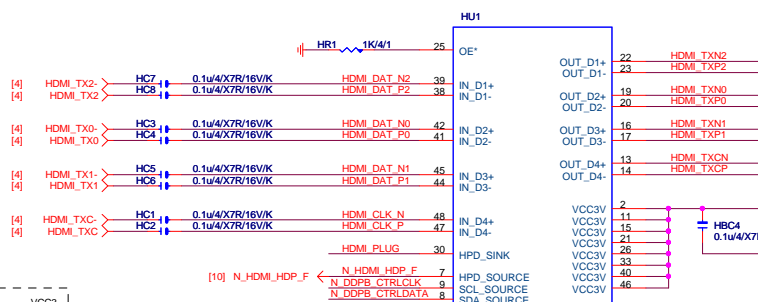 HU1
HR1 1K/4/1 25 OE*
OUT_D1+ 22 HDMI_TXN2
OUT_D1- 23 HDMI_TXP2
[4] HDMI_TX2- HC7 0.1u/4/X7R/16V/K HDMI_DAT_N2 39 IN_D1+
[4] HDMI_TX2 HC8 0.1u/4/X7R/16V/K HDMI_DAT_P2 38 IN_D1-
OUT_D2+ 19 HDMI_TXN0
OUT_D2- 20 HDMI_TXP0
[4] HDMI_TX0- HC3 0.1u/4/X7R/16V/K HDMI_DAT_N0 42 IN_D2+ OUT_D3+ 16 HDMI_TXN1
[4] HDMI_TX0 HC4 0.1u/4/X7R/16V/K HDMI_DAT_P0 41 IN_D2- OUT_D3- 17 HDMI_TXP1
OUT_D4+ 13 HDMI_TXCN
[4] HDMI_TX1- HC5 0.1u/4/X7R/16V/K HDMI_DAT_N1 45 IN_D3+ OUT_D4- 14 HDMI_TXCP
[4] HDMI_TX1 HC6 0.1u/4/X7R/16V/K HDMI_DAT_P1 44 IN_D3-
VCC3V 2
[4] HDMI_TXC- HC1 0.1u/4/X7R/16V/K HDMI_CLK_N 48 IN_D4+ VCC3V 11
[4] HDMI_TXC HC2 0.1u/4/X7R/16V/K HDMI_CLK_P 47 IN_D4- VCC3V 15 HBC4
VCC3V 21 0.1u/4/X7
HDMI_PLUG 30 HPD_SINK VCC3V 26
VCC3V 33
[10] N_HDMI_HDP_F N_HDMI_HDP_F 7 HPD_SOURCE VCC3V 40
N_DDPB_CTRLCLK 9 SCL_SOURCE VCC3V 46
N_DDPB_CTRLDATA 8 SDA_SOURCE
VCC3